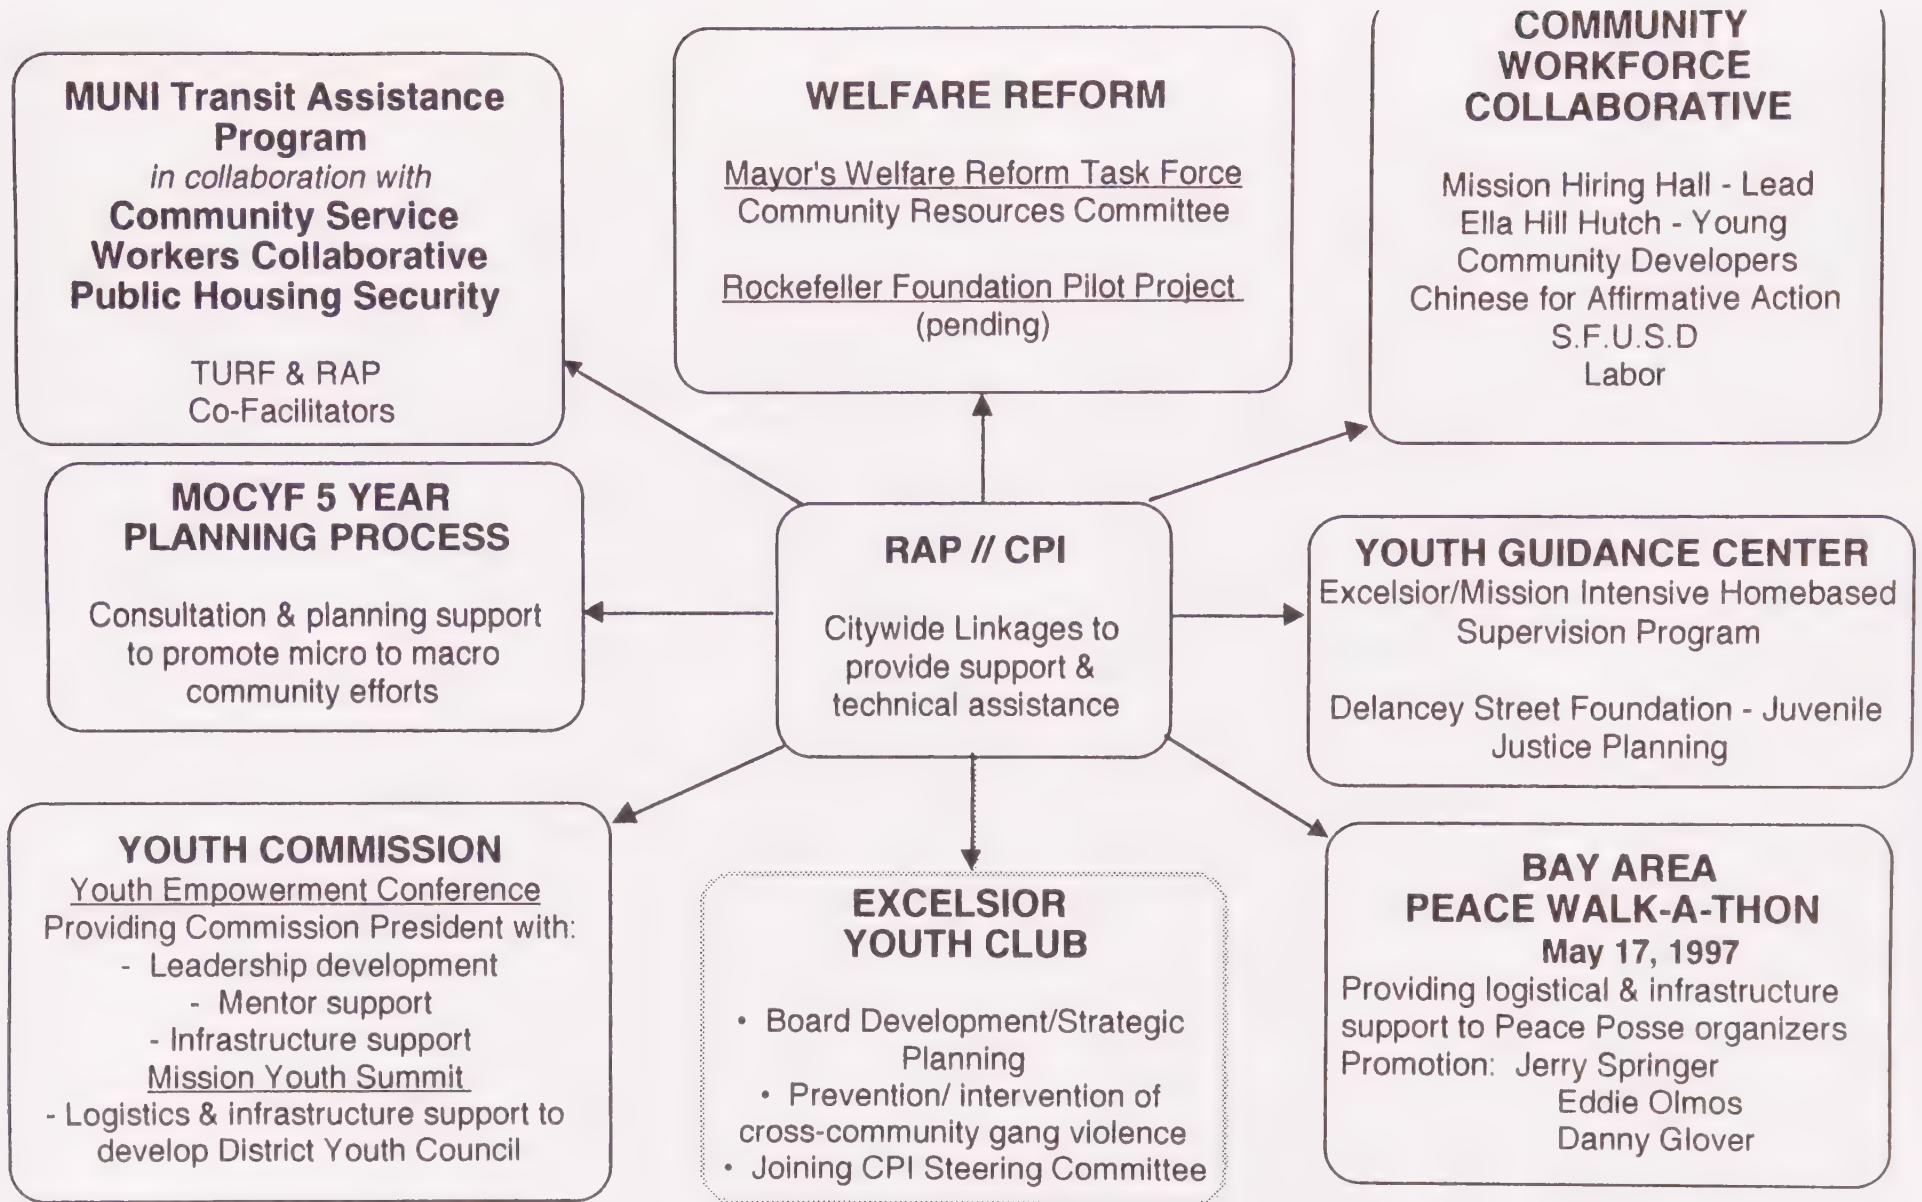 MUNI Transit Assistance
Program
in collaboration with
Community Service
Workers Collaborative
Public Housing Security
TURF & RAP
Co-Facilitators
WELFARE REFORM
Mayor's Welfare Reform Task Force
Community Resources Committee
Rockefeller Foundation Pilot Project
(pending)
COMMUNITY
WORKFORCE
COLLABORATIVE
Mission Hiring Hall - Lead
Ella Hill Hutch - Young
Community Developers
Chinese for Affirmative Action
S.F.U.S.D
Labor
MOCYF 5 YEAR
PLANNING PROCESS
Consultation & planning support
to promote micro to macro
community efforts
RAP // CPI
Citywide Linkages to
provide support &
technical assistance
YOUTH GUIDANCE CENTER
Excelsior/Mission Intensive Homebased
Supervision Program
Delancey Street Foundation - Juvenile
Justice Planning
YOUTH COMMISSION
Youth Empowerment Conference
Providing Commission President with:
- Leadership development
- Mentor support
- Infrastructure support
Mission Youth Summit
- Logistics & infrastructure support to
develop District Youth Council
EXCELSIOR
YOUTH CLUB
• Board Development/Strategic
Planning
• Prevention/ intervention of
cross-community gang violence
• Joining CPI Steering Committee
BAY AREA
PEACE WALK-A-THON
May 17, 1997
Providing logistical & infrastructure
support to Peace Posse organizers
Promotion: Jerry Springer
Eddie Olmos
Danny Glover